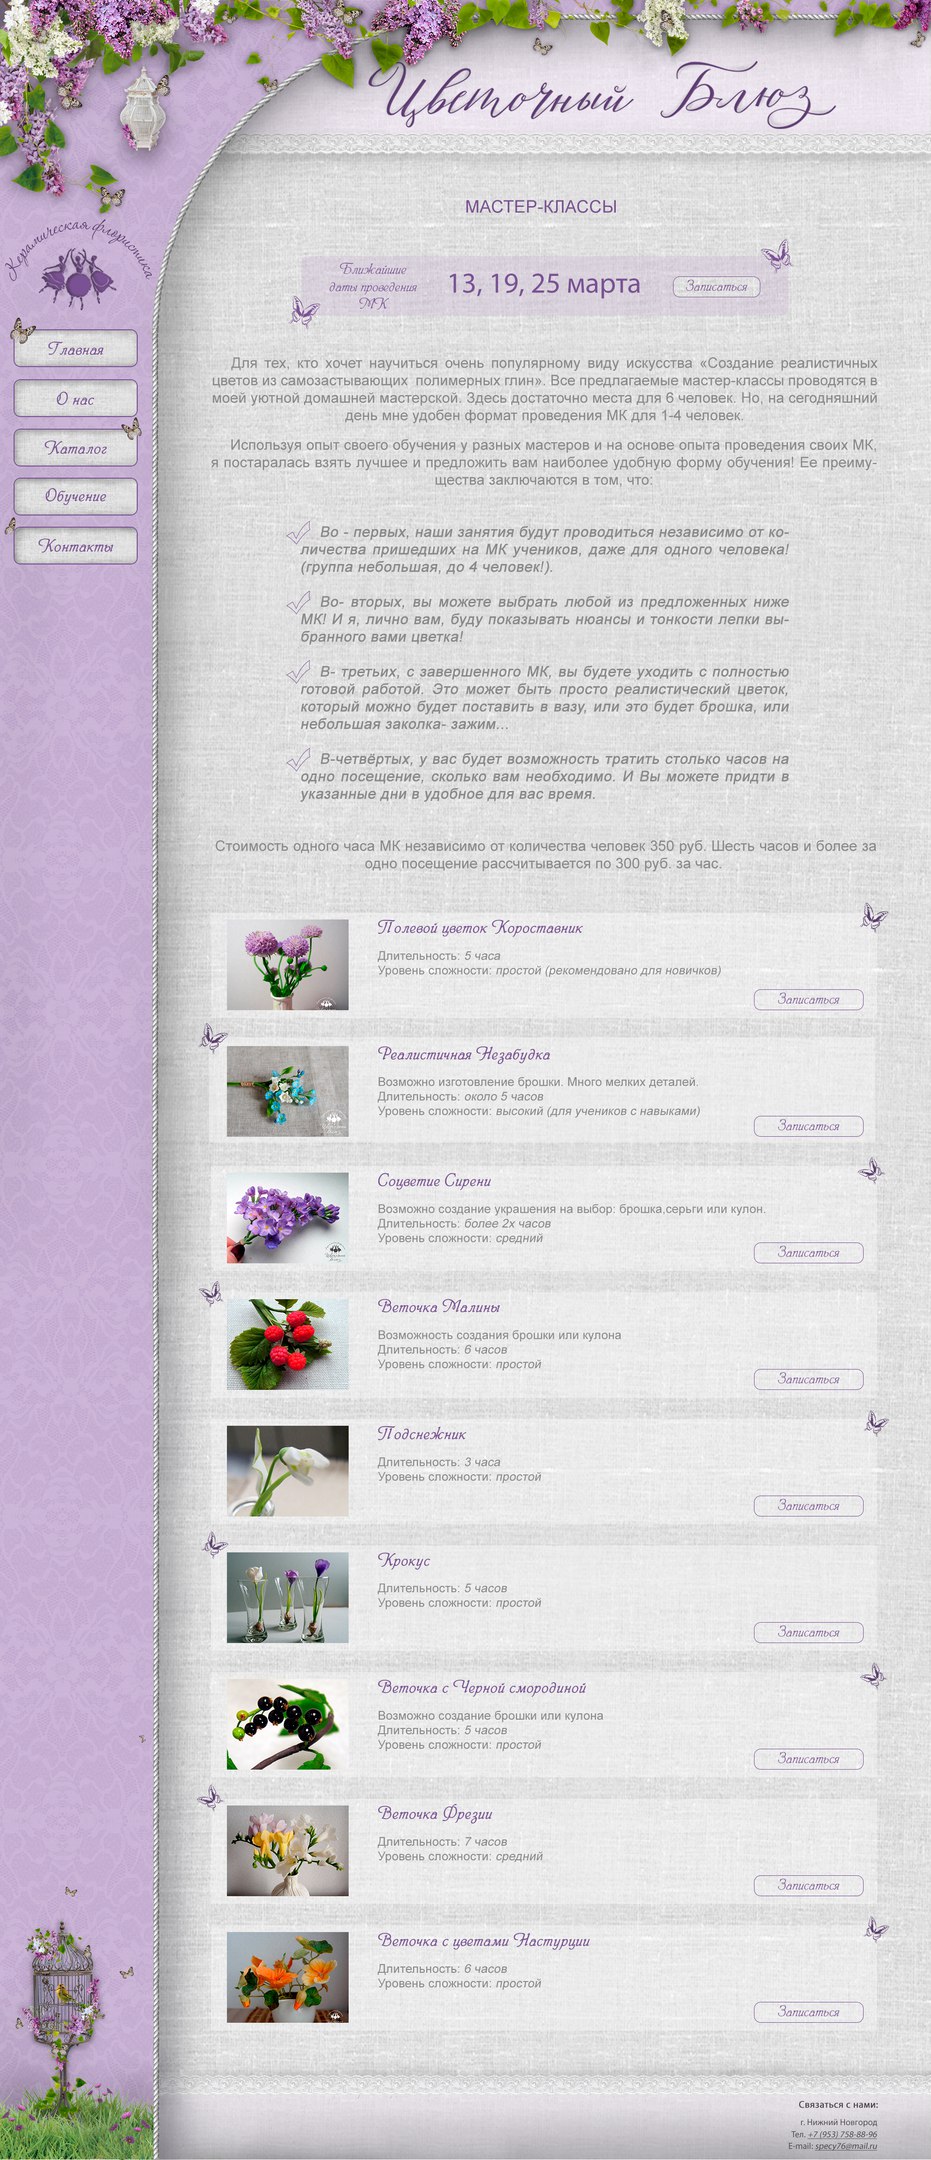 Цветочный Блюз
Керамическая флористика
Главная
О нас
Каталог
Обучение
Контакты
МАСТЕР-КЛАССЫ
Ближайшие
даты проведения
МК
13, 19, 25 марта
Записаться
Для тех, кто хочет научиться очень популярному виду искусства «Создание реалистичных
цветов из самозастывающих полимерных глин». Все предлагаемые мастер-классы проводятся в
моей уютной домашней мастерской. Здесь достаточно места для 6 человек. Но, на сегодняшний
день мне удобен формат проведения МК для 1-4 человек.
Используя опыт своего обучения у разных мастеров и на основе опыта проведения своих МК,
я постаралась взять лучшее и предложить вам наиболее удобную форму обучения! Ее преиму-
щества заключаются в том, что:
Во - первых, наши занятия будут проводиться независимо от ко-
личества пришедших на МК учеников, даже для одного человека!
(группа небольшая, до 4 человек!).
Во- вторых, вы можете выбрать любой из предложенных ниже
МК! И я, лично вам, буду показывать нюансы и тонкости лепки вы-
бранного вами цветка!
В- третьих, с завершенного МК, вы будете уходить с полностью
готовой работой. Это может быть просто реалистический цветок,
который можно будет поставить в вазу, или это будет брошка, или
небольшая заколка- зажим...
В-четвёртых, у вас будет возможность тратить столько часов на
одно посещение, сколько вам необходимо. И Вы можете придти в
указанные дни в удобное для вас время.
Стоимость одного часа МК независимо от количества человек 350 руб. Шесть часов и более за
одно посещение рассчитывается по 300 руб. за час.
Полевой цветок Короставник
Длительность: 5 часа
Уровень сложности: простой (рекомендовано для новичков)
Записаться
Реалистичная Незабудка
Возможно изготовление брошки. Много мелких деталей.
Длительность: около 5 часов
Уровень сложности: высокий (для учеников с навыками)
Записаться
Соцветие Сирени
Возможно создание украшения на выбор: брошка,серьги или кулон.
Длительность: более 2х часов
Уровень сложности: средний
Записаться
Веточка Малины
Возможность создания брошки или кулона
Длительность: 6 часов
Уровень сложности: простой
Записаться
Подснежник
Длительность: 3 часа
Уровень сложности: простой
Записаться
Крокус
Длительность: 5 часов
Уровень сложности: простой
Записаться
Веточка с Черной смородиной
Возможно создание брошки или кулона
Длительность: 5 часов
Уровень сложности: простой
Записаться
Веточка Фрезии
Длительность: 7 часов
Уровень сложности: средний
Записаться
Веточка с цветами Настурции
Длительность: 6 часов
Уровень сложности: простой
Записаться
Связаться с нами:
г. Нижний Новгород
Тел. +7 (953) 758-88-96
E-mail: specy76@mail.ru